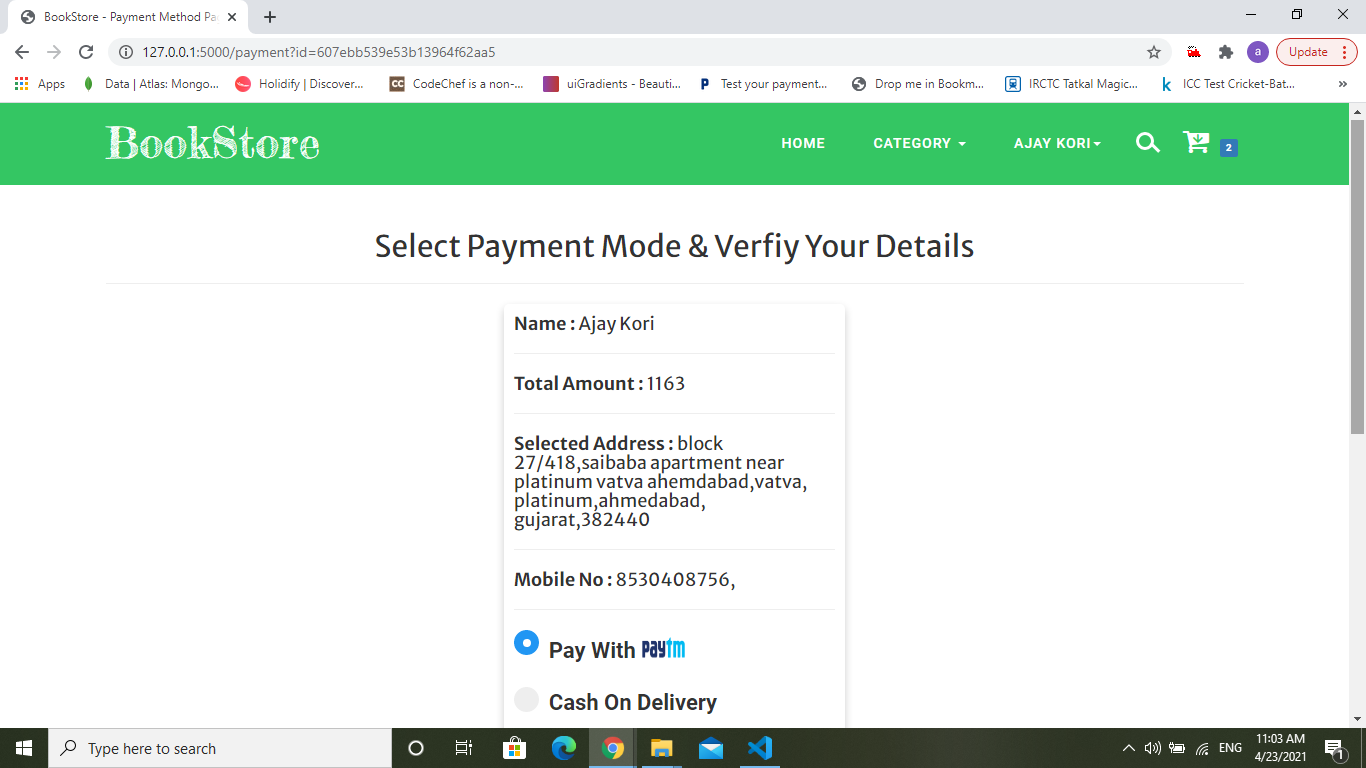 BookStore - Payment Method Pa
127.0.0.1:5000/payment?id=607ebb539e53b13964f62aa5
a
Update
Apps
Data | Atlas: Mongo...
Holidify | Discover...
CC
CodeChef is a non-...
uiGradients - Beauti...
P
Test your payment...
Drop me in Bookm...
IRCTC Tatkal Magic...
k
ICC Test Cricket-Bat...
»
BookStore
HOME
CATEGORY
AJAY KORI
2
Select Payment Mode & Verfiy Your Details
Name : Ajay Kori
Total Amount : 1163
Selected Address : block
27/418,saibaba apartment near
platinum vatva ahemdabad,vatva,
platinum,ahmedabad,
gujarat,382440
Mobile No : 8530408756,
Pay With paytm
Cash On Delivery
Type here to search
ENG
11:03 AM
4/23/2021
1